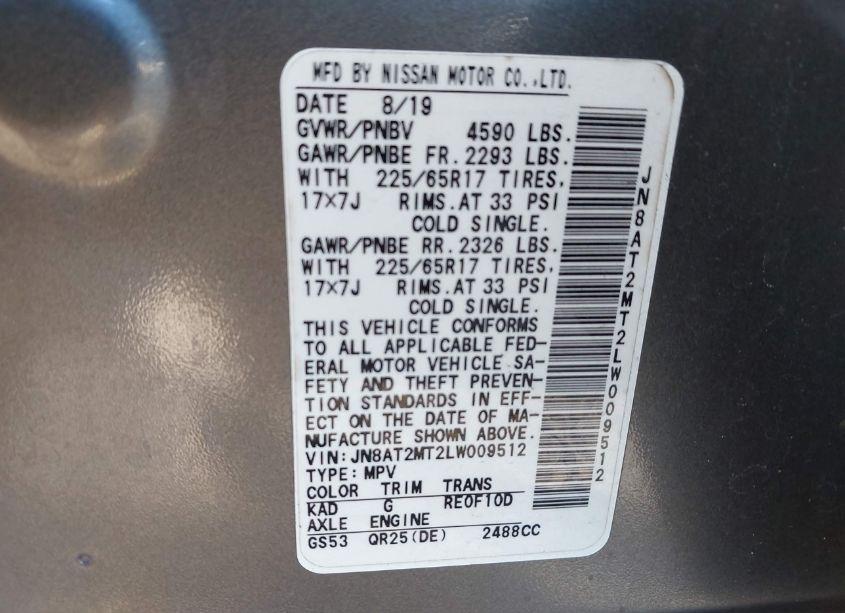 MFD BY NISSAN MOTOR CO.,LTD.
DATE 8/19
GVWR/PNBV 4590 LBS.
GAWR/PNBE FR.2293 LBS.
WITH 225/65R17 TIRES,
17×7J RIMS.AT 33 PSI
COLD SINGLE.
GAWR/PNBE RR.2326 LBS.
WITH 225/65R17 TIRES,
17×7J RIMS.AT 33 PSI
COLD SINGLE.
THIS VEHICLE CONFORMS
TO ALL APPLICABLE FED-
ERAL MOTOR VEHICLE SA-
FETY AND THEFT PREVEN-
TION STANDARDS IN EFF-
ECT ON THE DATE OF MA-
NUFACTURE SHOWN ABOVE.
VIN:JN8AT2MT2LW009512
TYPE:MPV
COLOR TRIM TRANS
KAD G RE0F10D
AXLE ENGINE
GS53 QR25(DE) 2488CC
JN8AT2MT2LW009512